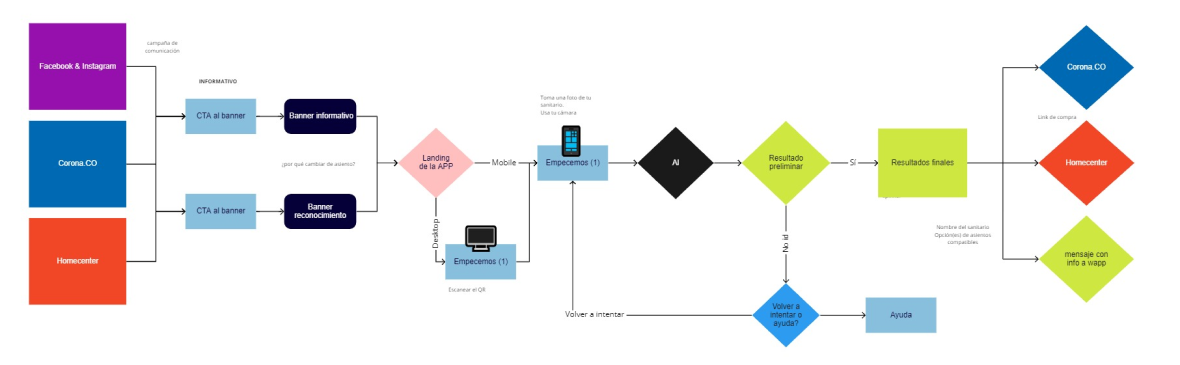 Facebook & Instagram
campaña de
comunicación
INFORMATIVO
CTA al banner
Banner informativo
Corona.CO
¿por qué cambiar de asiento?
CTA al banner
Banner
reconocimiento
Homecenter
Landing
de la APP
Mobile
Desktop
Empecemos (1)
Escanear el QR
Toma una foto de tu
sanitario.
Usa tu cámara
Empecemos (1)
AI
Resultado
preliminar
Sí
No id
Volver a
intentar o
ayuda?
Volver a intentar
Ayuda
Resultados finales
Nombre del sanitario
Opción(es) de asientos
compatibles
Corona.CO
Link de compra
Homecenter
mensaje con
info a wapp